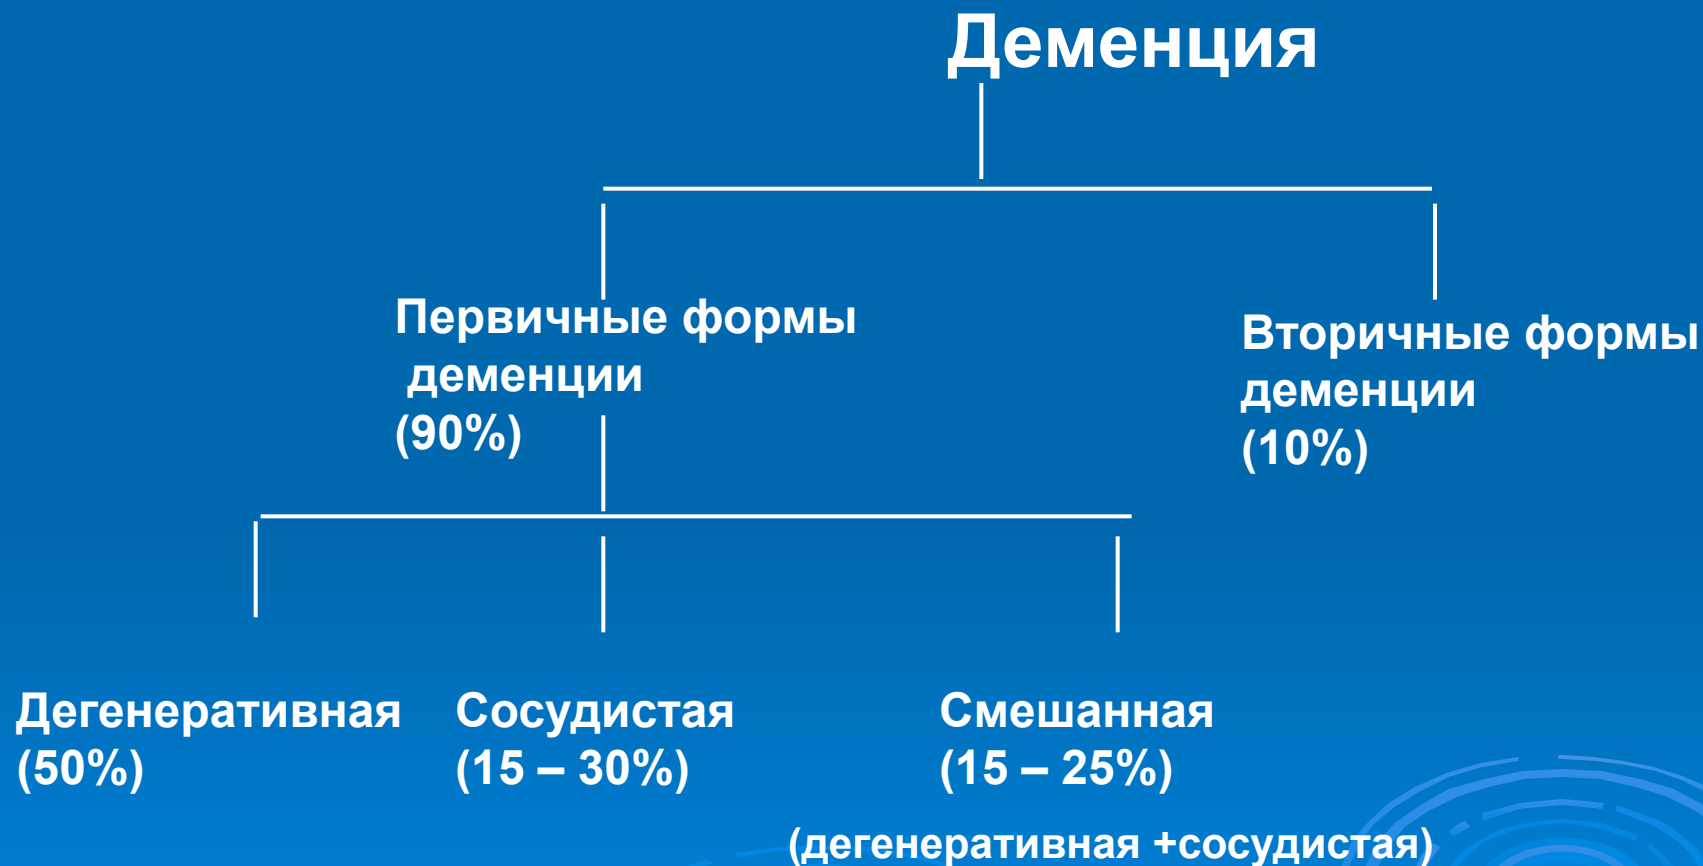 Деменция
Первичные формы
деменции
(90%)
Вторичные формы
деменции
(10%)
Дегенеративная
(50%)
Сосудистая
(15 – 30%)
Смешанная
(15 – 25%)
(дегенеративная +сосудистая)